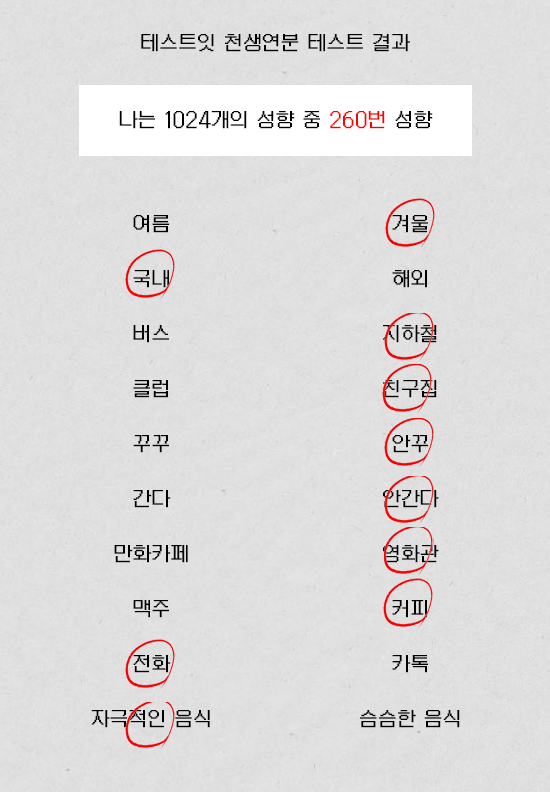 테스트잇 천생연분 테스트 결과
나는 1024개의 성향 중 260번 성향
여름 겨울
국내 해외
버스 지하철
클럽 친구집
꾸꾸 안꾸
간다 안간다
만화카페 영화관
맥주 커피
전화 카톡
자극적인 음식 슴슴한 음식